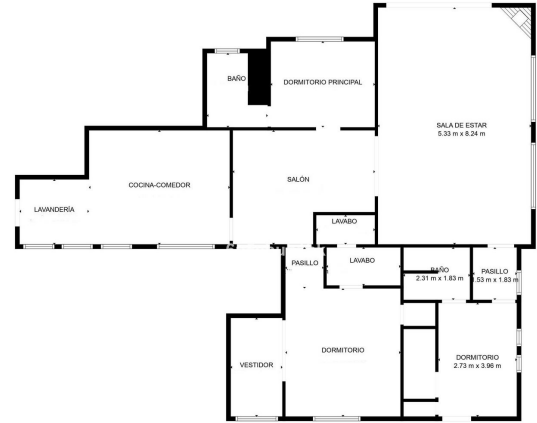 BAÑO
DORMITORIO PRINCIPAL
SALA DE ESTAR
5.33 m x 8.24 m
COCINA-COMEDOR
SALÓN
LAVANDERÍA
LAVABO
PASILLO
LAVABO
BAÑO
2.31 m x 1.83 m
PASILLO
1.53 m x 1.83 m
VESTIDOR
DORMITORIO
DORMITORIO
2.73 m x 3.96 m